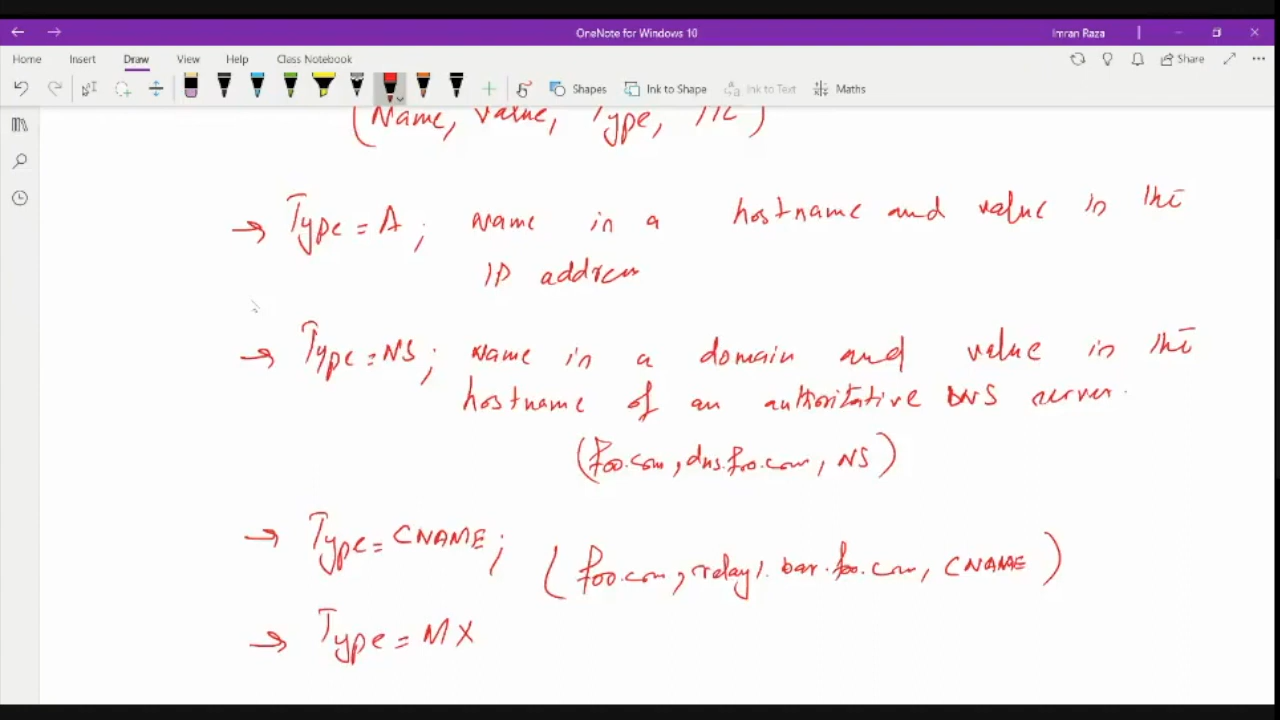 OneNote for Windows 10
Imran Raza
Home Insert Draw View Help Class Notebook
Share
Shapes Ink to Shape Ink to Text Maths
(Name, Value, Type, TTL)
→ Type = A ; Name is a hostname and value is the
IP address
→ Type = NS ; Name is a domain and value is the
hostname of an authoritative DNS server.
(foo.com, dns.foo.com, NS)
→ Type = CNAME ; (foo.com, relay1.bar.foo.com, CNAME)
→ Type = MX